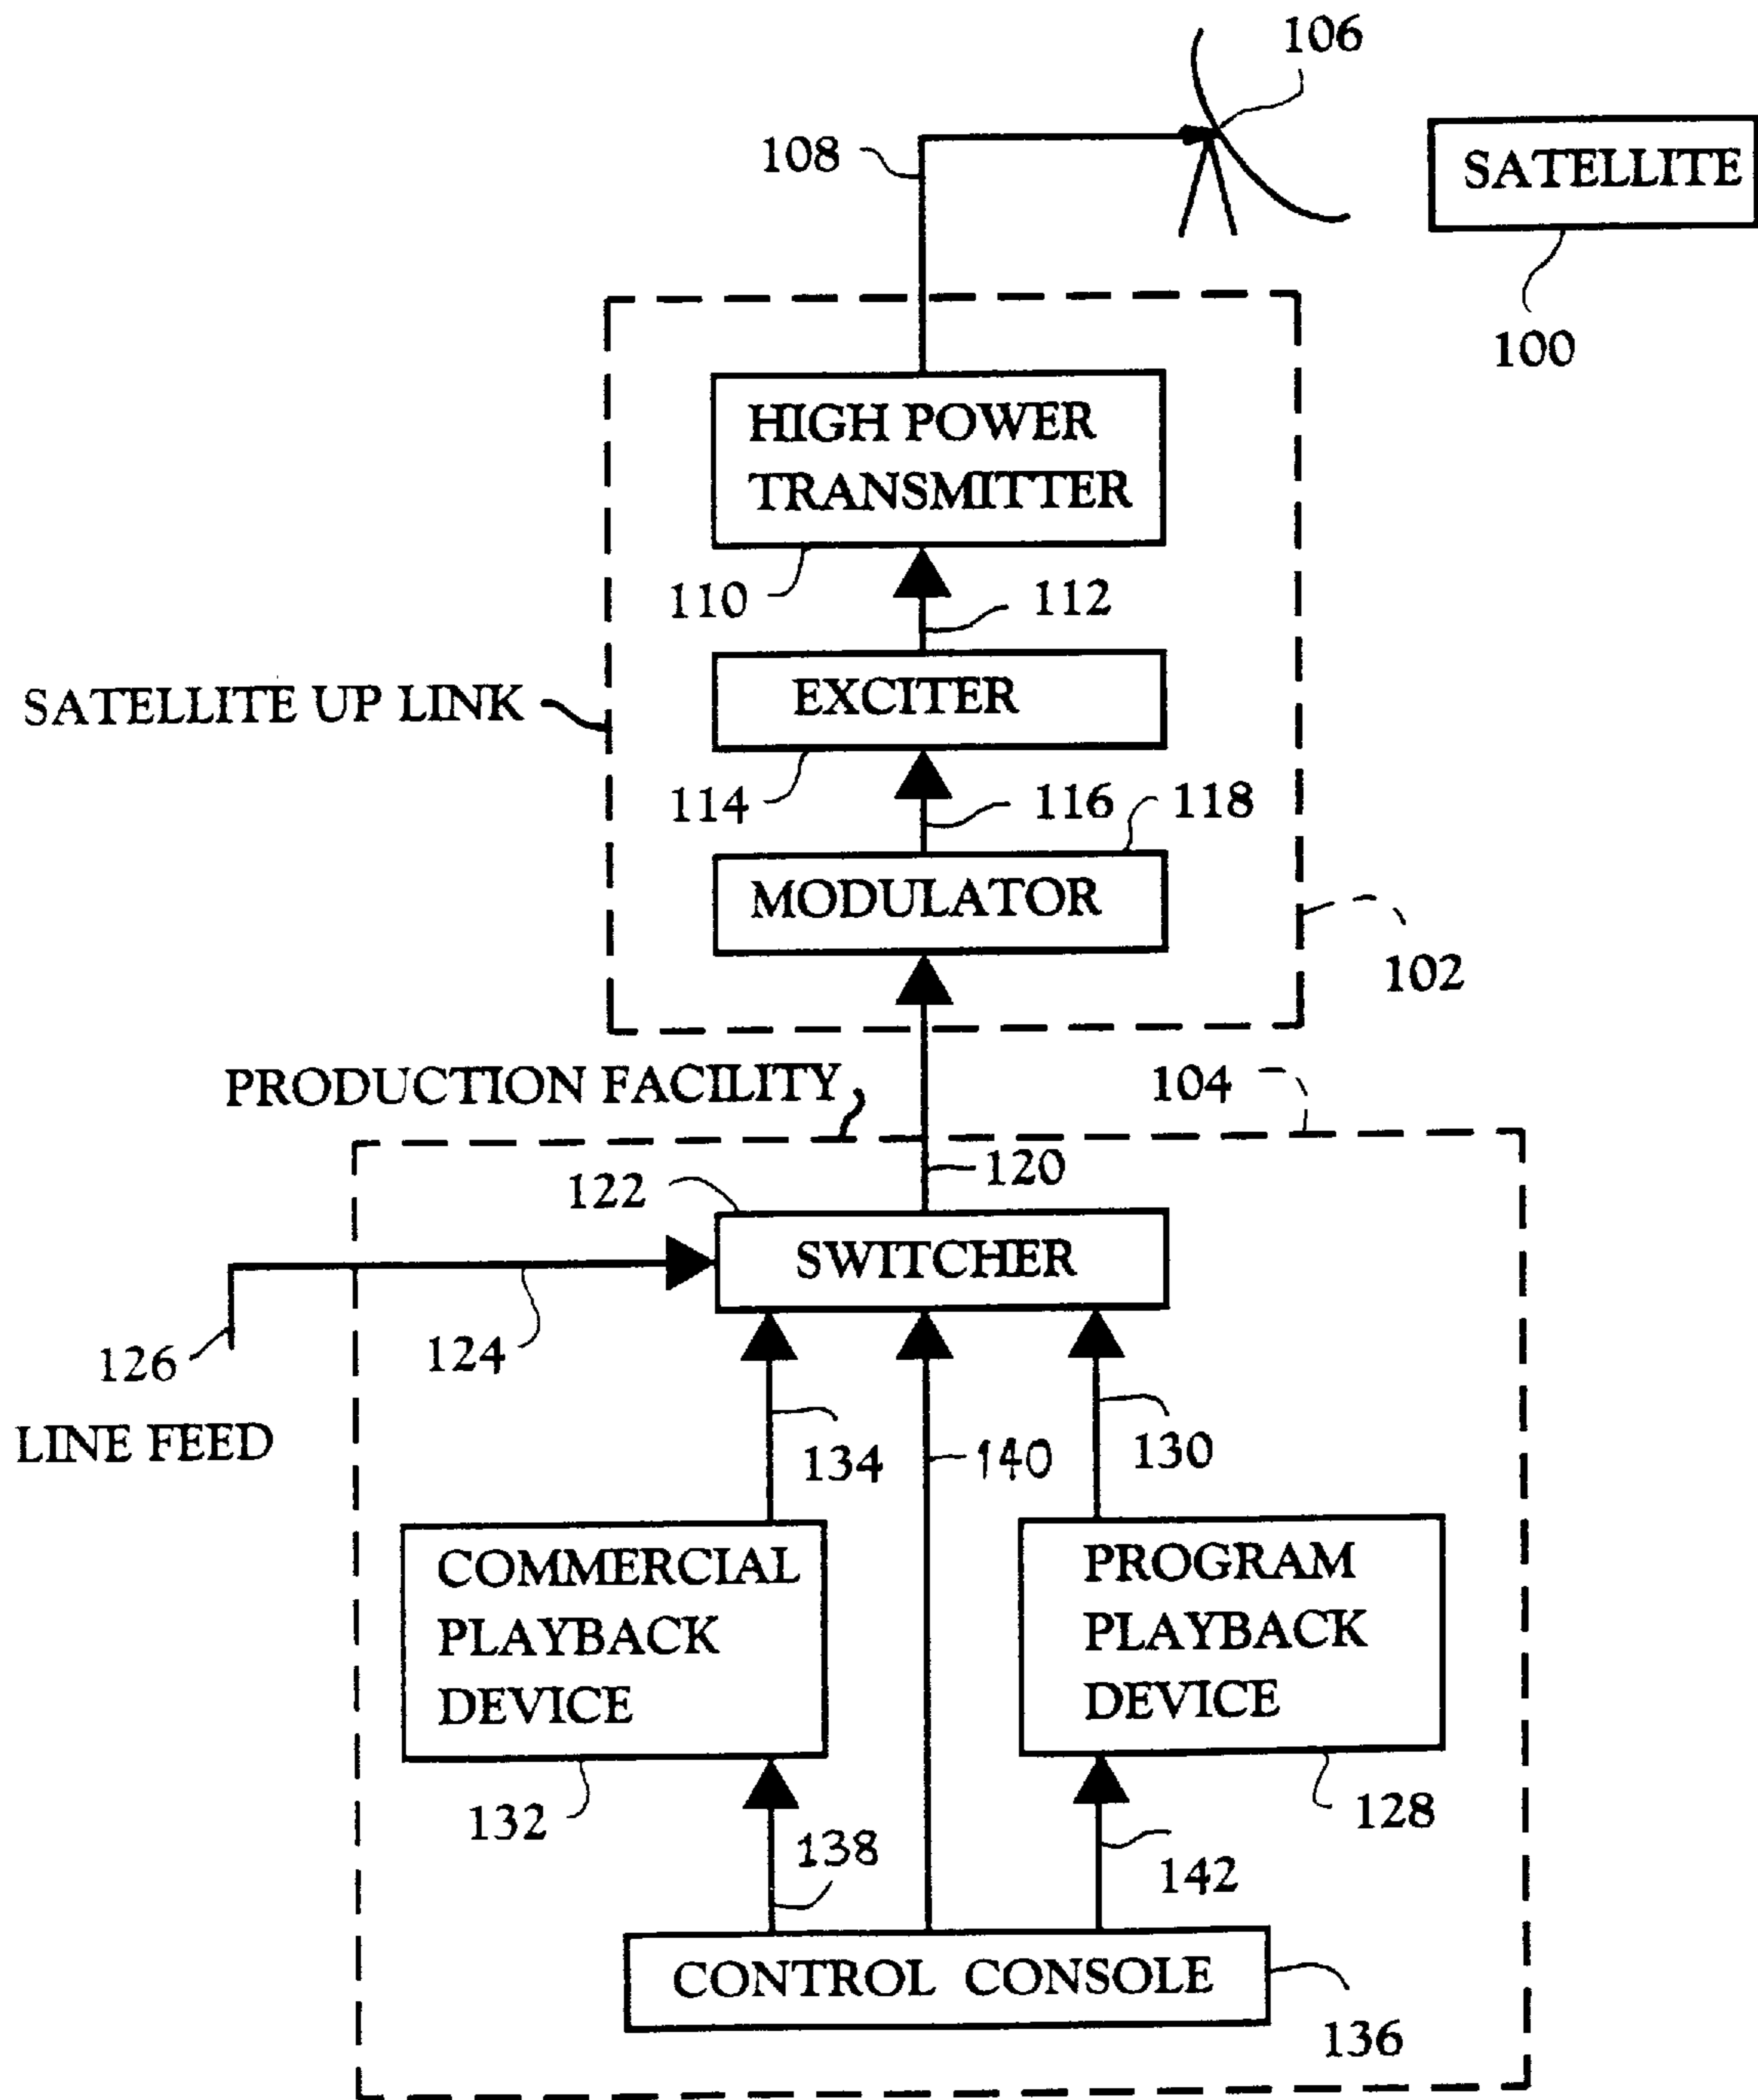 106
108
SATELLITE
100
HIGH POWER
TRANSMITTER
110
112
SATELLITE UP LINK
EXCITER
114
116
118
MODULATOR
102
PRODUCTION FACILITY
104
120
122
SWITCHER
126
124
LINE FEED
134
140
130
COMMERCIAL
PLAYBACK
DEVICE
PROGRAM
PLAYBACK
DEVICE
132
128
138
142
CONTROL CONSOLE
136